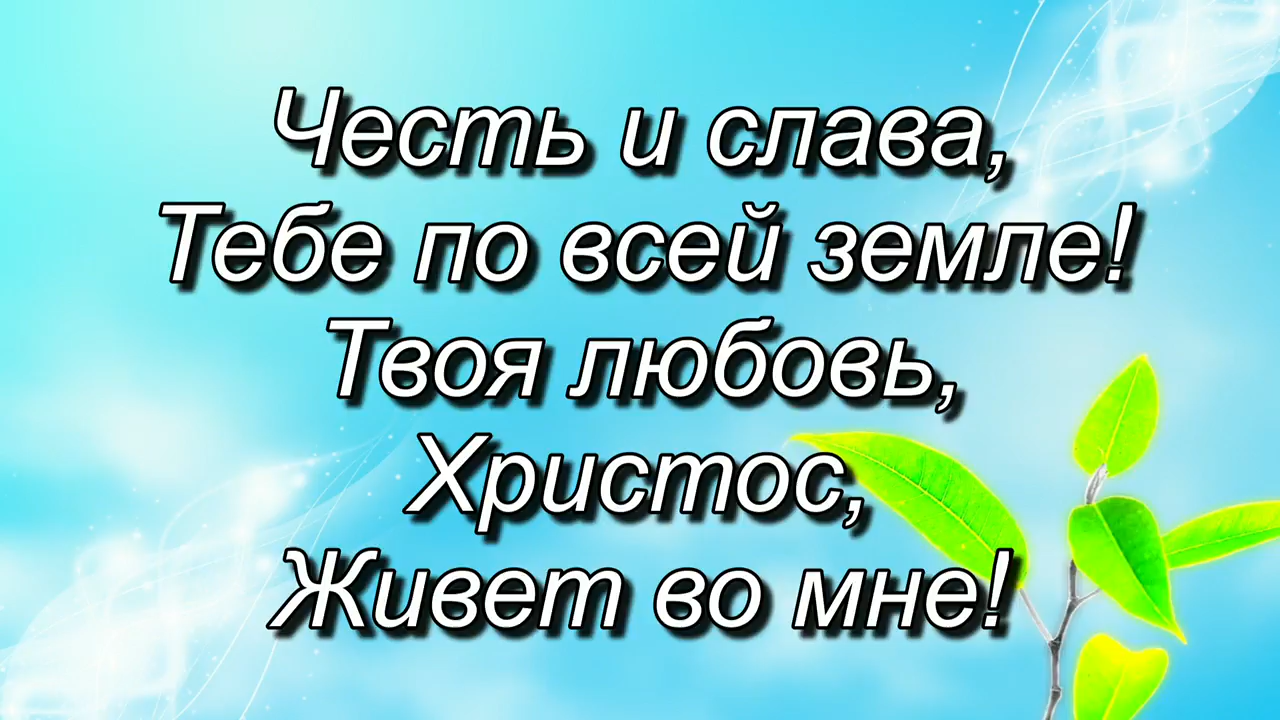 Честь и слава,
Тебе по всей земле!
Твоя любовь,
Христос,
Живет во мне!